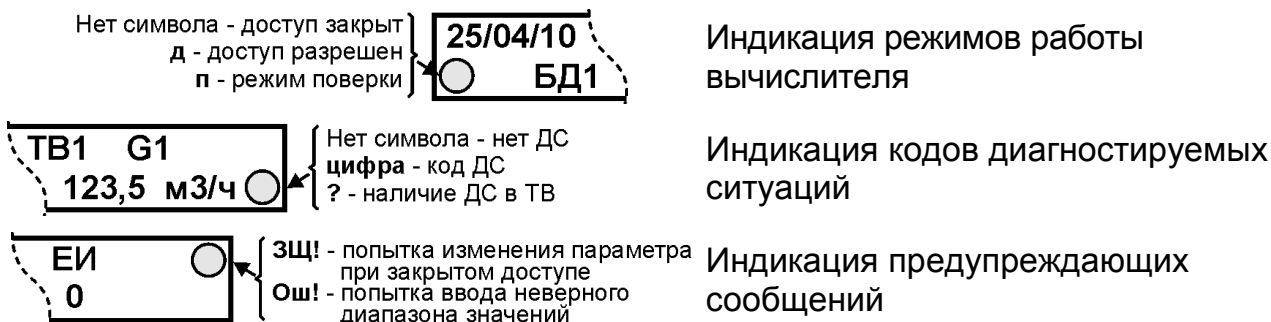 Нет символа - доступ закрыт
д - доступ разрешен
п - режим поверки
25/04/10
БД1
Индикация режимов работы
вычислителя
ТВ1 G1
123,5 м3/ч
Нет символа - нет ДС
цифра - код ДС
? - наличие ДС в ТВ
Индикация кодов диагностируемых
ситуаций
ЕИ
0
ЗЩ! - попытка изменения параметра
при закрытом доступе
Ош! - попытка ввода неверного
диапазона значений
Индикация предупреждающих
сообщений